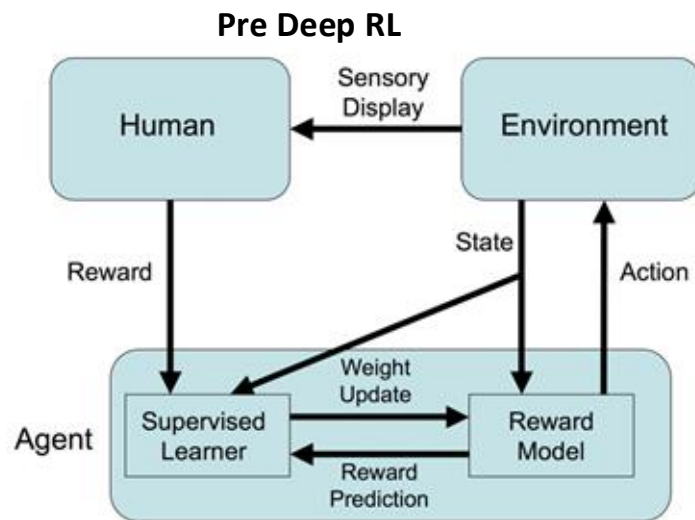 Pre Deep RL
Sensory
Display
Human
Environment
State
Reward
Action
Weight
Update
Agent
Supervised
Learner
Reward
Model
Reward
Prediction